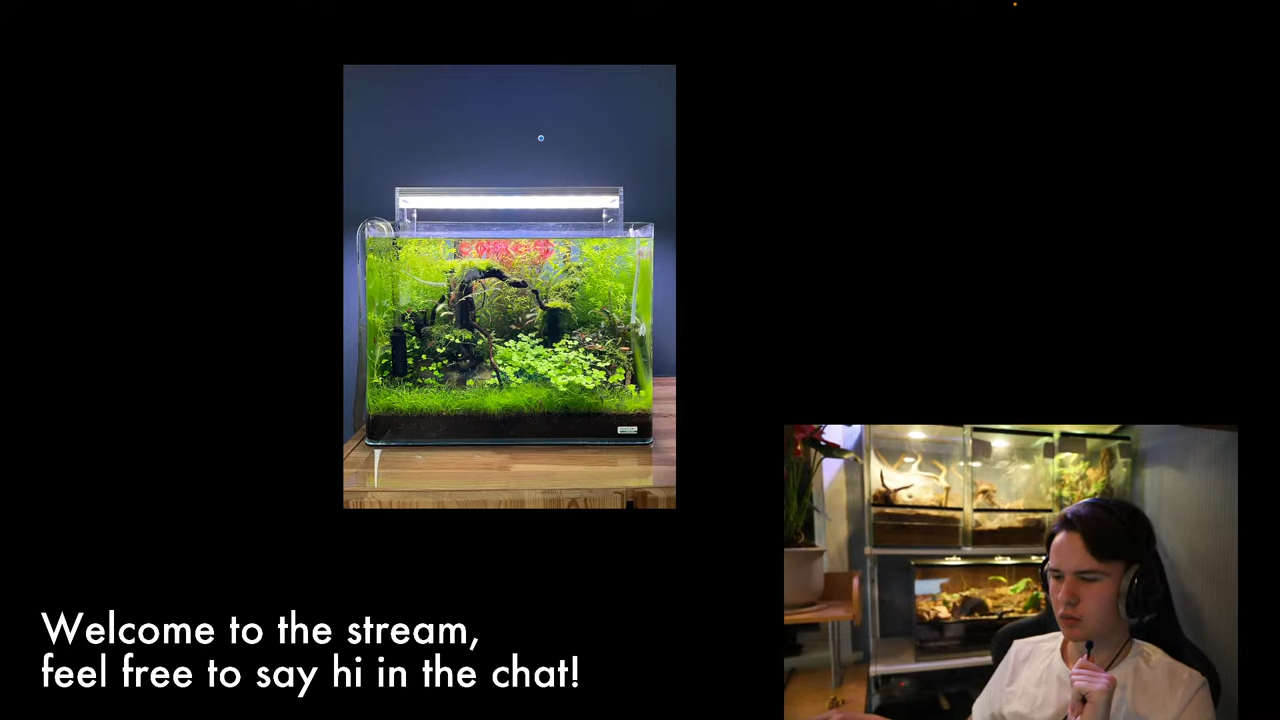 Welcome to the stream,
feel free to say hi in the chat!